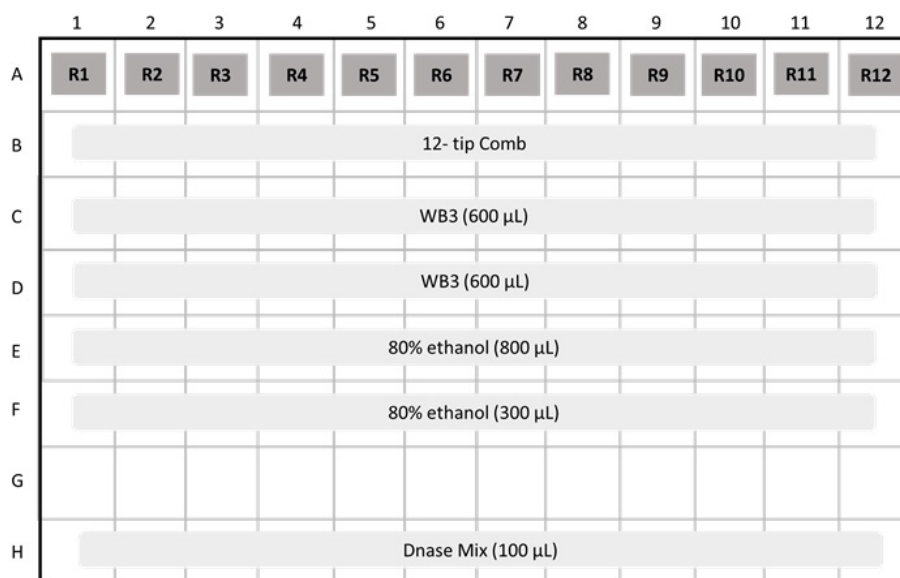 1 2 3 4 5 6 7 8 9 10 11 12
A R1 R2 R3 R4 R5 R6 R7 R8 R9 R10 R11 R12
B 12- tip Comb
C WB3 (600 µL)
D WB3 (600 µL)
E 80% ethanol (800 µL)
F 80% ethanol (300 µL)
G
H Dnase Mix (100 µL)